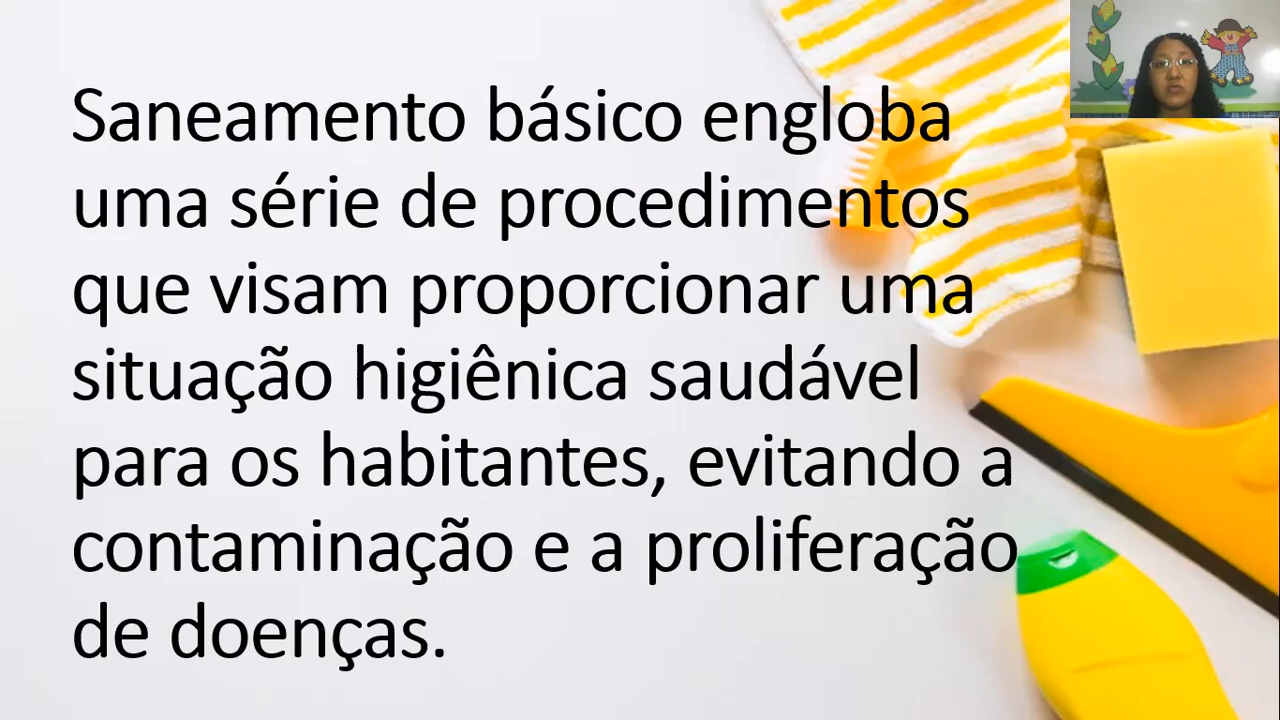 Saneamento básico engloba
uma série de procedimentos
que visam proporcionar uma
situação higiênica saudável
para os habitantes, evitando a
contaminação e a proliferação
de doenças.